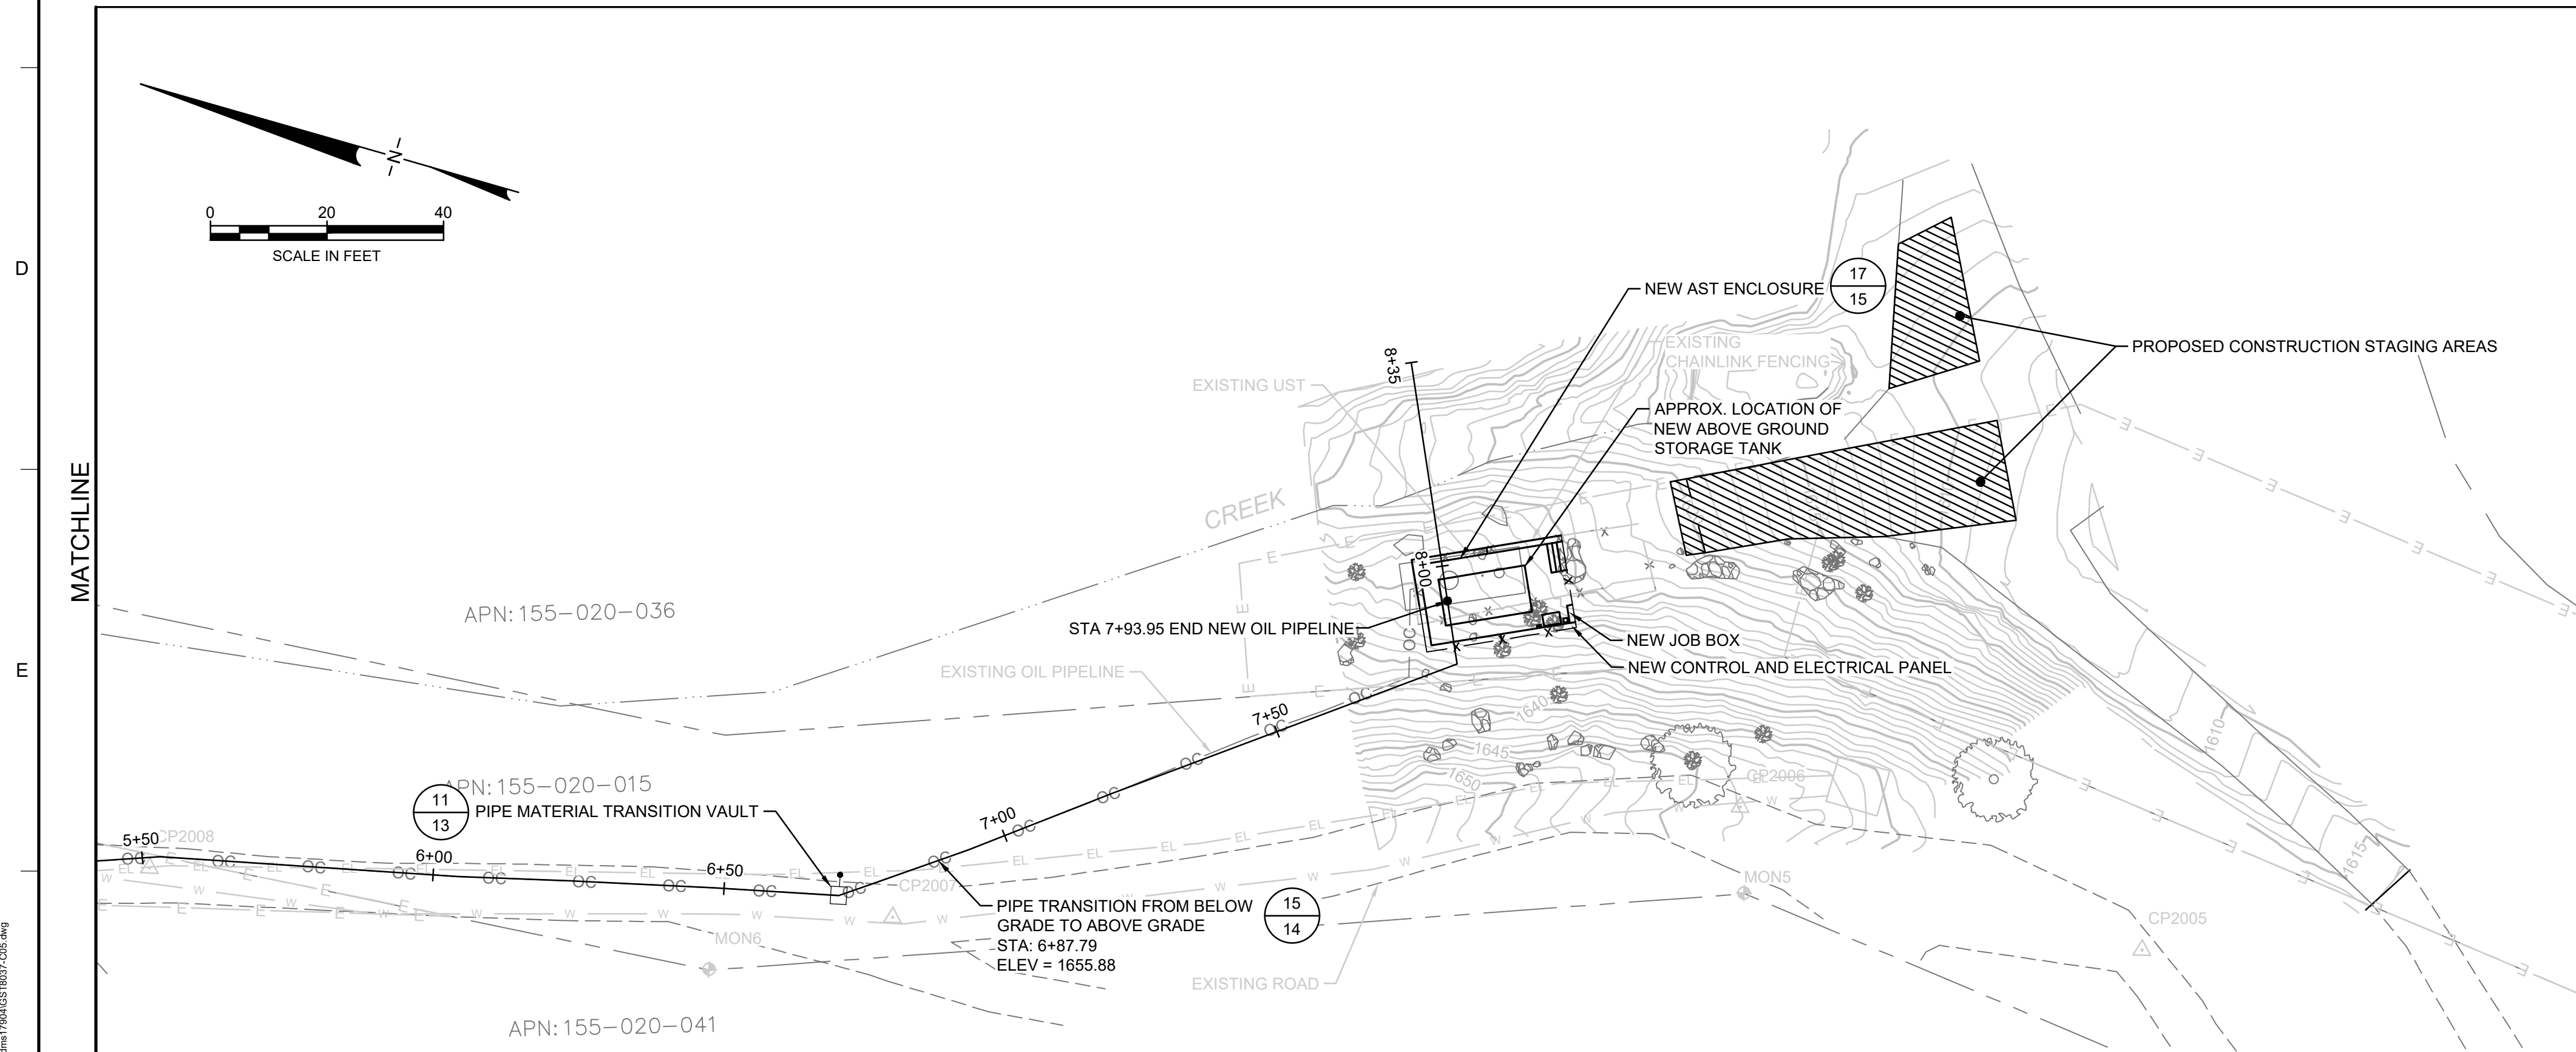 -N-
0 20 40
SCALE IN FEET
D
E
MATCHLINE
NEW AST ENCLOSURE
17
15
PROPOSED CONSTRUCTION STAGING AREAS
EXISTING
CHAINLINK FENCING
8+35
EXISTING UST
APPROX. LOCATION OF
NEW ABOVE GROUND
STORAGE TANK
CREEK
8+00
APN:155-020-036
STA 7+93.95 END NEW OIL PIPELINE
NEW JOB BOX
NEW CONTROL AND ELECTRICAL PANEL
EXISTING OIL PIPELINE
7+50
1640
1645
1650
1610
1615
APN:155-020-015
11
13
PIPE MATERIAL TRANSITION VAULT
7+00
CP2006
5+50
CP2008
6+00
6+50
CP2007
MON5
CP2005
PIPE TRANSITION FROM BELOW
GRADE TO ABOVE GRADE
STA: 6+87.79
ELEV = 1655.88
15
14
MON6
EXISTING ROAD
APN:155-020-041